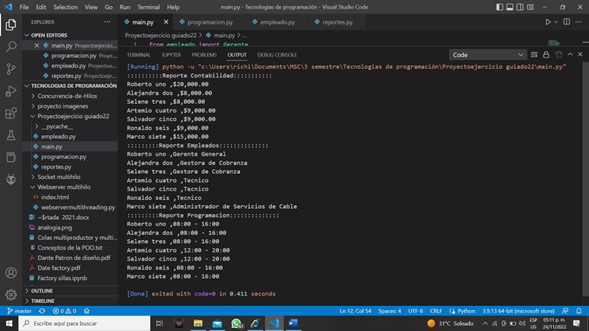 File Edit Selection View Go Run Terminal Help
main.py - Tecnologías de programación - Visual Studio Code
EXPLORER
OPEN EDITORS
main.py Proyectoejercicio guiado22
programacion.py Proyectoej...
empleado.py Proyectoejercici...
reportes.py Proyectoejercici...
TECNOLOGÍAS DE PROGRAMACIÓN
Concurrencia-de-Hilos
proyecto imagenes
Proyectoejercicio guiado22
__pycache__
empleado.py
main.py
programacion.py
reportes.py
Socket multihilo
Webserver multihilo
index.html
webservermultithreading.py
analogia.png
Colas multiproductor y multi...
Conceptos de la POO.txt
Dante Patron de diseño.pdf
Date factory.pdf
Factory sillas.ipynb
OUTLINE
TIMELINE
main.py programacion.py empleado.py reportes.py
Proyectoejercicio guiado22 > main.py > ...
1 from empleado import Gerente
TERMINAL JUPYTER PROBLEMS OUTPUT DEBUG CONSOLE
Code
[Running] python -u "c:\Users\richi\Documents\MSC\3 semestre\Tecnologías de programación\Proyectoejercicio guiado22\main.py"
::::::::::Reporte Contabilidad:::::::::::
Roberto uno ,$20,000.00
Alejandra dos ,$8,000.00
Selene tres ,$8,000.00
Artemio cuatro ,$9,000.00
Salvador cinco ,$9,000.00
Ronaldo seis ,$9,000.00
Marco siete ,$15,000.00
:::::::::Reporte Empleados::::::::::::::
Roberto uno ,Gerente General
Alejandra dos ,Gestora de Cobranza
Selene tres ,Gestora de Cobranza
Artemio cuatro ,Tecnico
Salvador cinco ,Tecnico
Ronaldo seis ,Tecnico
Marco siete ,Administrador de Servicios de Cable
:::::::::Reporte Programacion::::::::::::::
Roberto uno ,08:00 - 16:00
Alejandra dos ,08:00 - 16:00
Selene tres ,08:00 - 16:00
Artemio cuatro ,12:00 - 20:00
Salvador cinco ,12:00 - 20:00
Ronaldo seis ,08:00 - 16:00
Marco siete ,08:00 - 16:00
[Done] exited with code=0 in 0.411 seconds
master 0 0
Ln 12, Col 54 Spaces: 4 UTF-8 CRLF Python 3.9.13 64-bit (microsoft store)
Escribe aquí para buscar
31°C Soleado
ESP
05:11 p. m.
24/11/2022